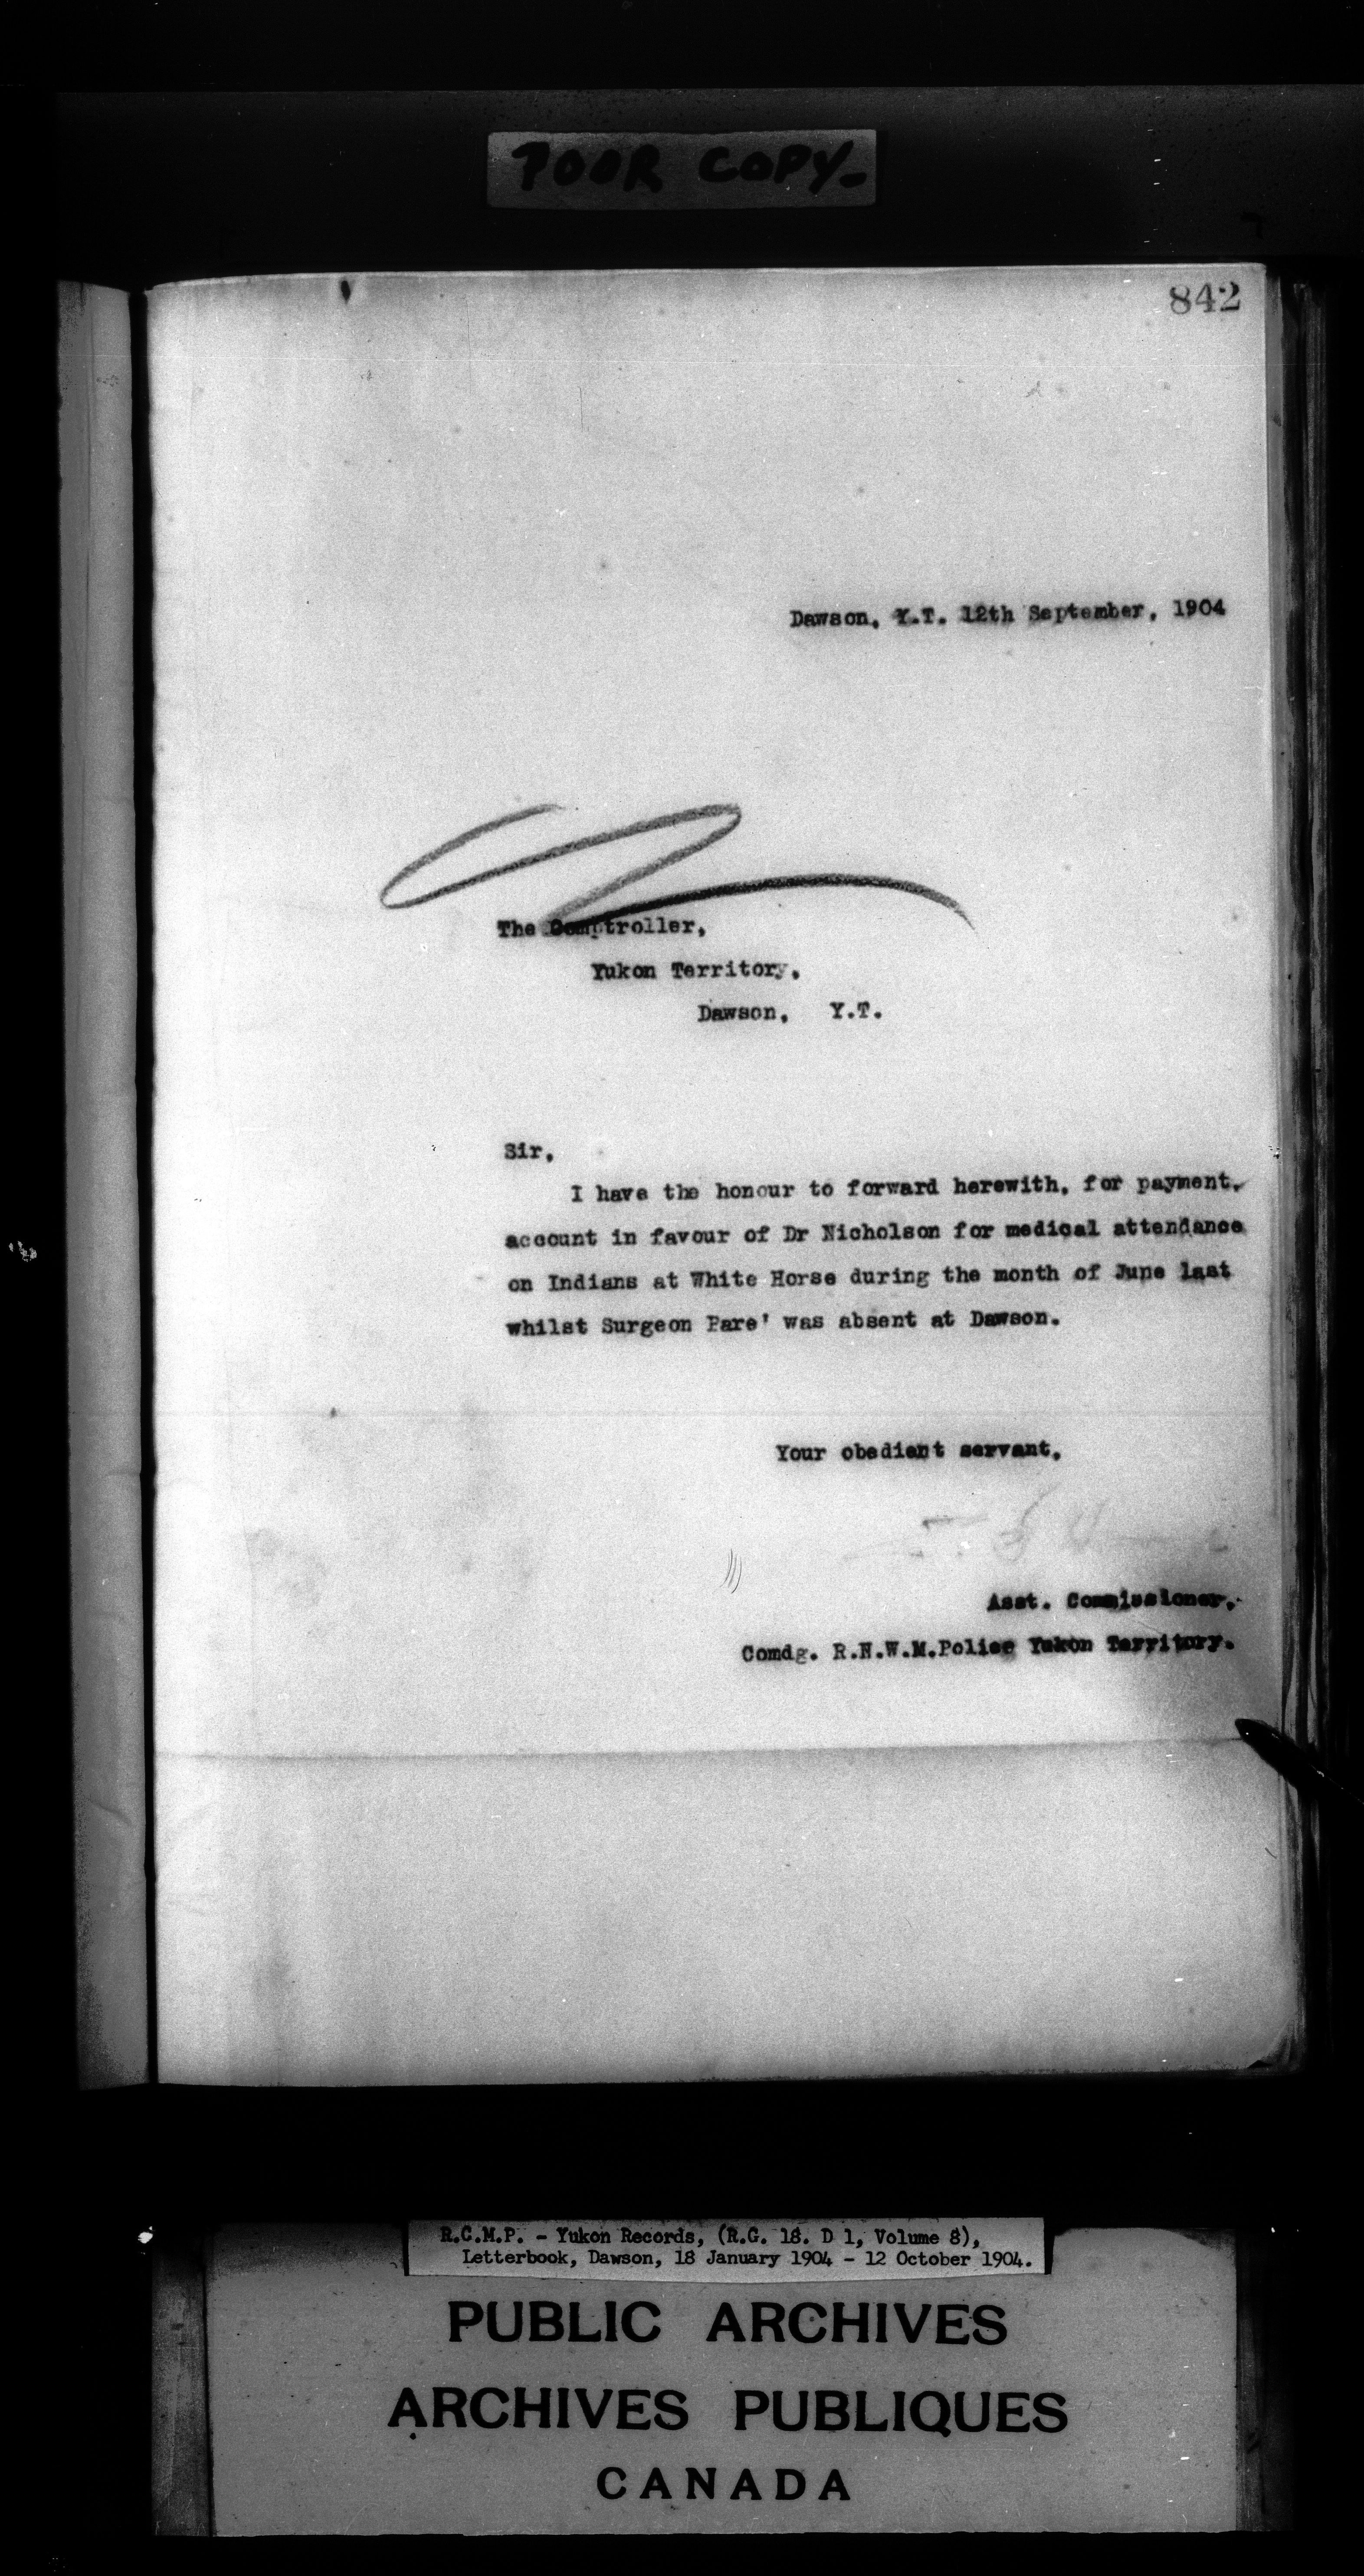 POOR COPY-
842
Dawson, Y.T. 12th September, 1904
The Comptroller,
Yukon Territory,
Dawson, Y.T.
Sir,
I have the honour to forward herewith, for payment,
account in favour of Dr Nicholson for medical attendance
on Indians at White Horse during the month of June last
whilst Surgeon Pare' was absent at Dawson.
Your obedient servant,
Asst. Commissioner,
Comdg. R.N.W.M.Police Yukon Territory.
R.C.M.P. - Yukon Records, (R.G. 18. D 1, Volume 8),
Letterbook, Dawson, 18 January 1904 - 12 October 1904.
PUBLIC ARCHIVES
ARCHIVES PUBLIQUES
CANADA